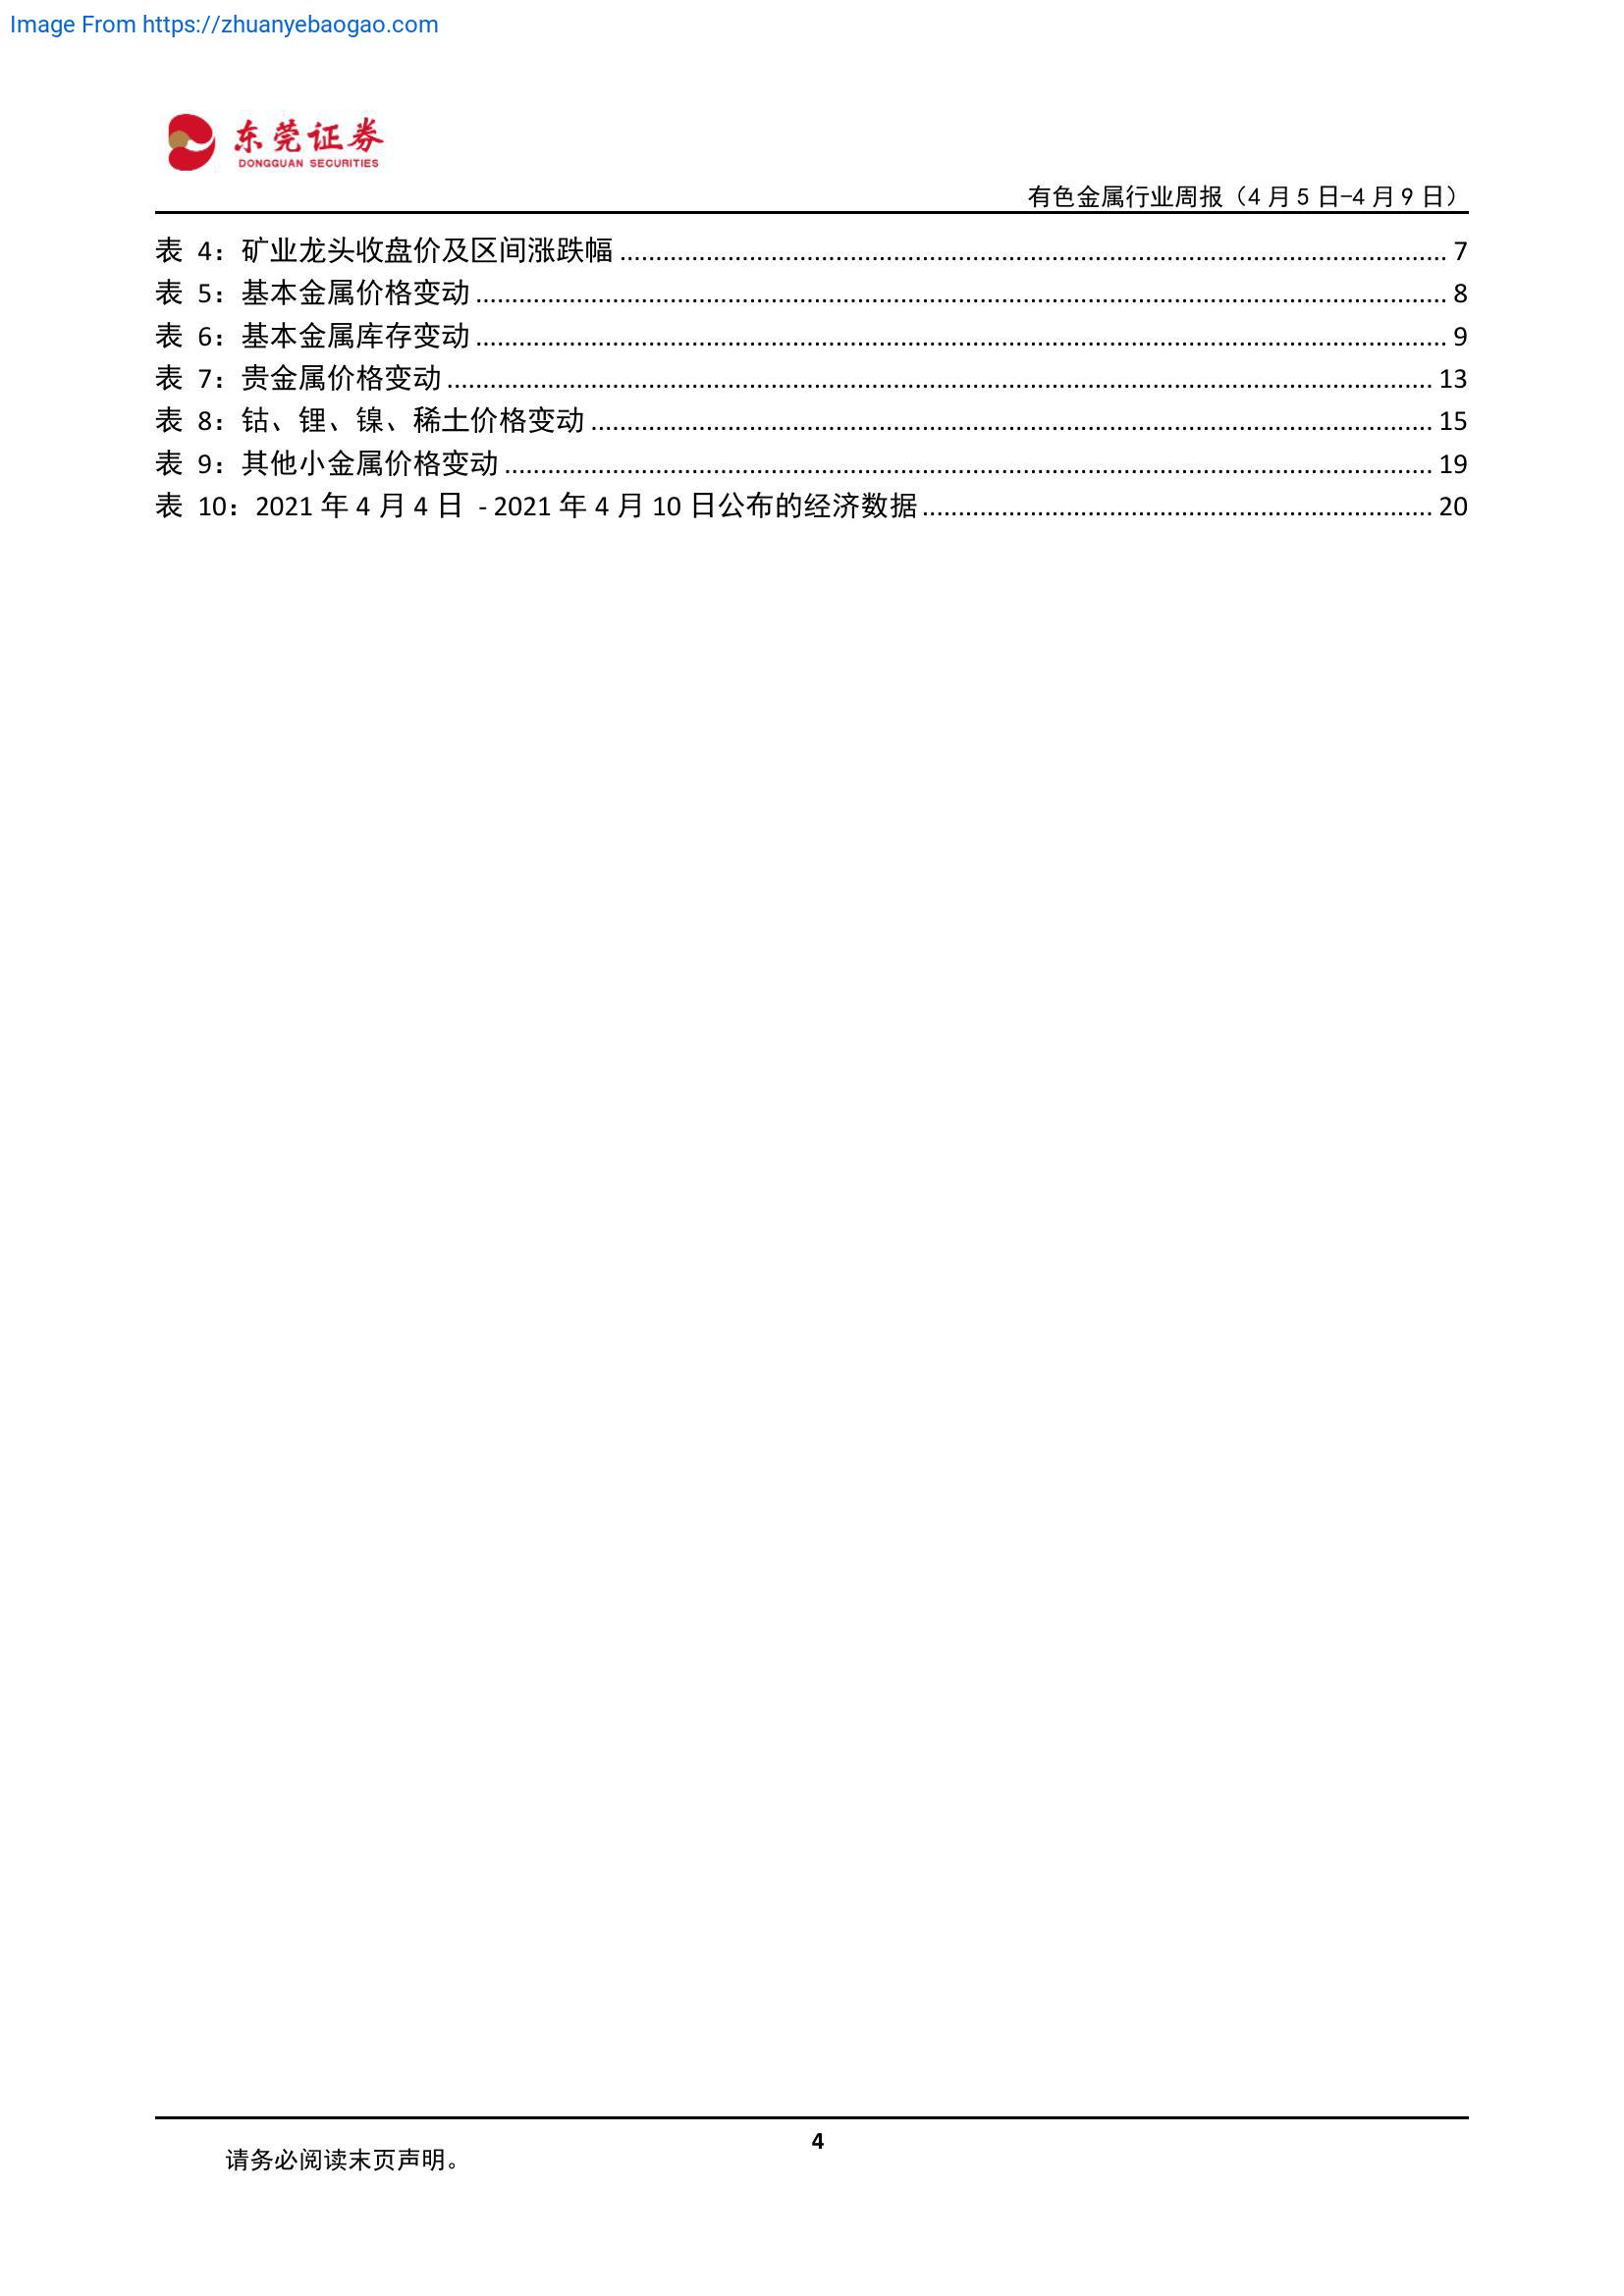 Image From https://zhuanyebaogao.com
东莞证券
DONGGUAN SECURITIES
有色金属行业周报（4 月 5 日-4 月 9 日）
表 4：矿业龙头收盘价及区间涨跌幅 ........ 7
表 5：基本金属价格变动 ........ 8
表 6：基本金属库存变动 ........ 9
表 7：贵金属价格变动 ........ 13
表 8：钴、锂、镍、稀土价格变动 ........ 15
表 9：其他小金属价格变动 ........ 19
表 10：2021 年 4 月 4 日 - 2021 年 4 月 10 日公布的经济数据 ........ 20
4
请务必阅读末页声明。